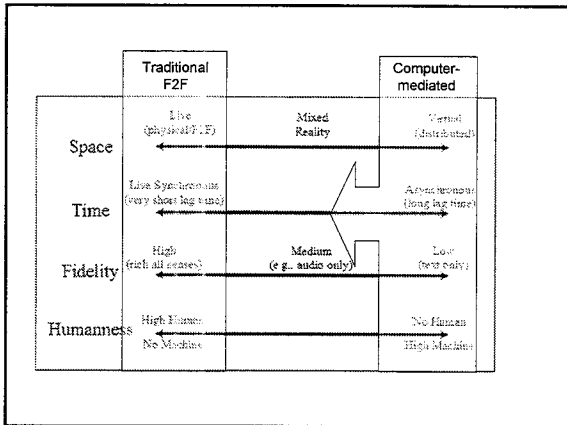 Traditional
F2F
Computer-
mediated
Space
Live
(physical/F2F)
Mixed
Reality
Virtual
(distributed)
Time
Live Synchronous
(very short lag time)
Asynchronous
(long lag time)
Fidelity
High
(rich all senses)
Medium
(e.g., audio only)
Low
(text only)
Humanness
High Human
No Machine
No Human
High Machine